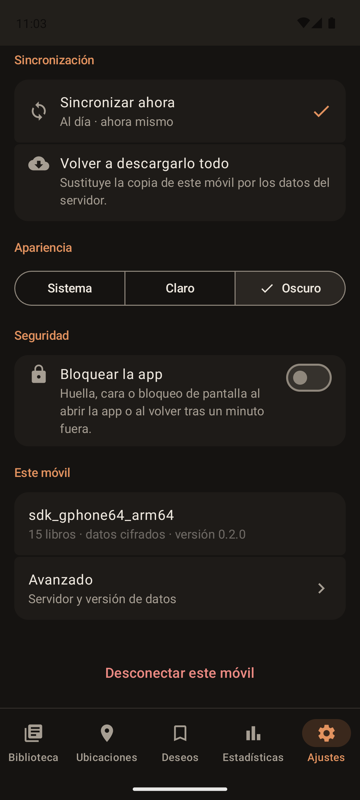 11:03
Sincronización
Sincronizar ahora
Al día · ahora mismo
Volver a descargarlo todo
Sustituye la copia de este móvil por los datos del
servidor.
Apariencia
Sistema
Claro
Oscuro
Seguridad
Bloquear la app
Huella, cara o bloqueo de pantalla al
abrir la app o al volver tras un minuto
fuera.
Este móvil
sdk_gphone64_arm64
15 libros · datos cifrados · versión 0.2.0
Avanzado
Servidor y versión de datos
Desconectar este móvil
Biblioteca
Ubicaciones
Deseos
Estadísticas
Ajustes